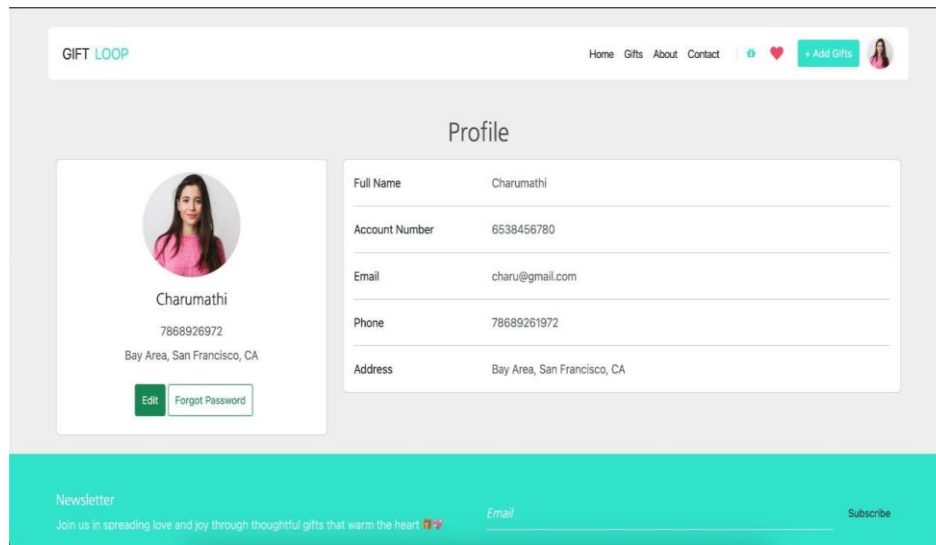 GIFT LOOP
Home Gifts About Contact + Add Gifts
Profile
Charumathi
7868926972
Bay Area, San Francisco, CA
Edit Forgot Password
Full Name Charumathi
Account Number 6538456780
Email charu@gmail.com
Phone 78689261972
Address Bay Area, San Francisco, CA
Newsletter
Join us in spreading love and joy through thoughtful gifts that warm the heart 🎁💝
Email Subscribe